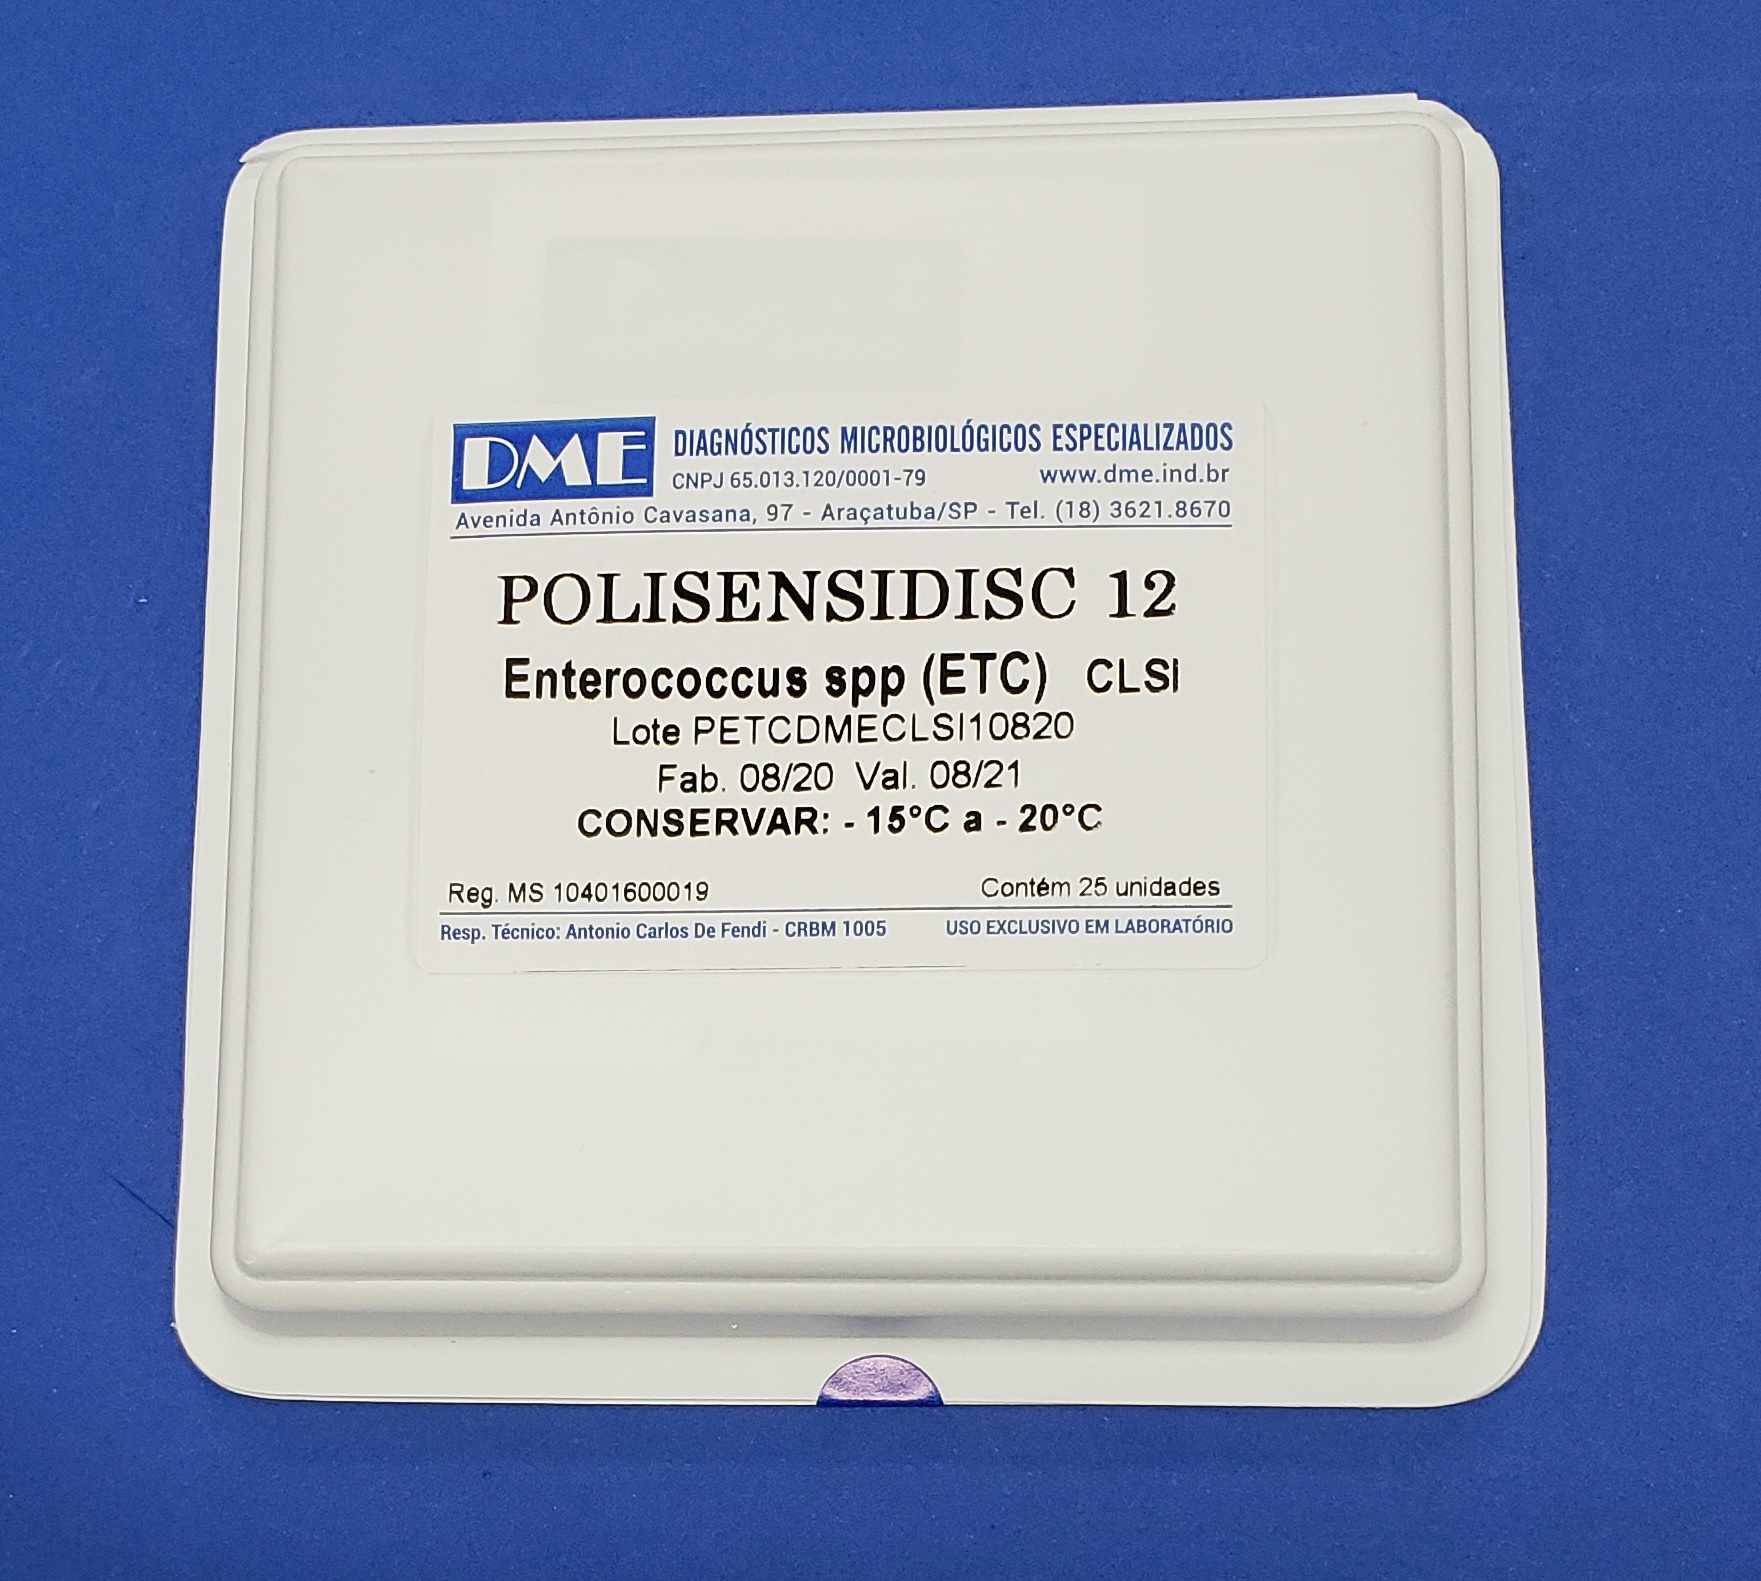 DME DIAGNÓSTICOS MICROBIOLÓGICOS ESPECIALIZADOS
CNPJ 65.013.120/0001-79 www.dme.ind.br
Avenida Antônio Cavasana, 97 - Araçatuba/SP - Tel. (18) 3621.8670
POLISENSIDISC 12
Enterococcus spp (ETC) CLSI
Lote PETCDMECLSI10820
Fab. 08/20 Val. 08/21
CONSERVAR: - 15°C a - 20°C
Reg. MS 10401600019 Contém 25 unidades
Resp. Técnico: Antonio Carlos De Fendi - CRBM 1005 USO EXCLUSIVO EM LABORATÓRIO